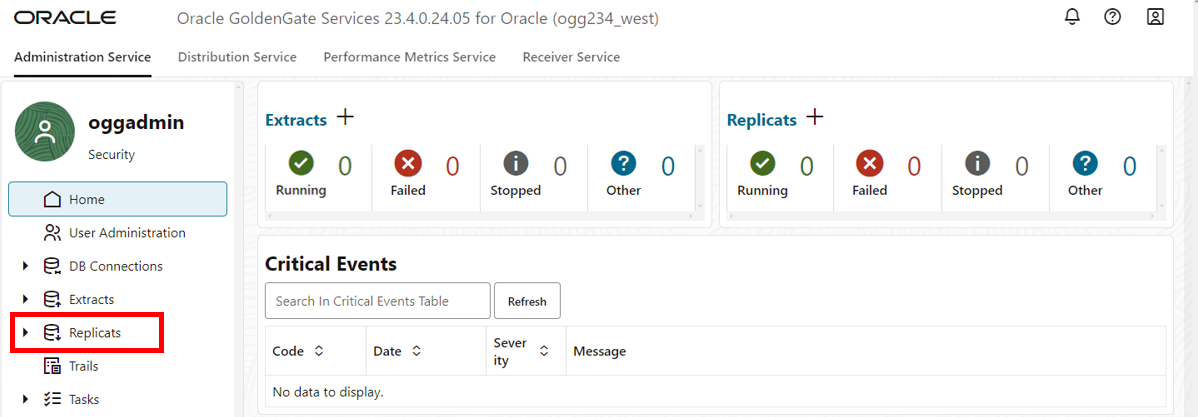 ORACLE Oracle GoldenGate Services 23.4.0.24.05 for Oracle (ogg234_west)
Administration Service Distribution Service Performance Metrics Service Receiver Service
oggadmin
Security
Home
User Administration
DB Connections
Extracts
Replicats
Trails
Tasks
Extracts +
0 0 0 0
Running Failed Stopped Other
Replicats +
0 0 0 0
Running Failed Stopped Other
Critical Events
Search In Critical Events Table Refresh
Code Date Sever
ity Message
No data to display.